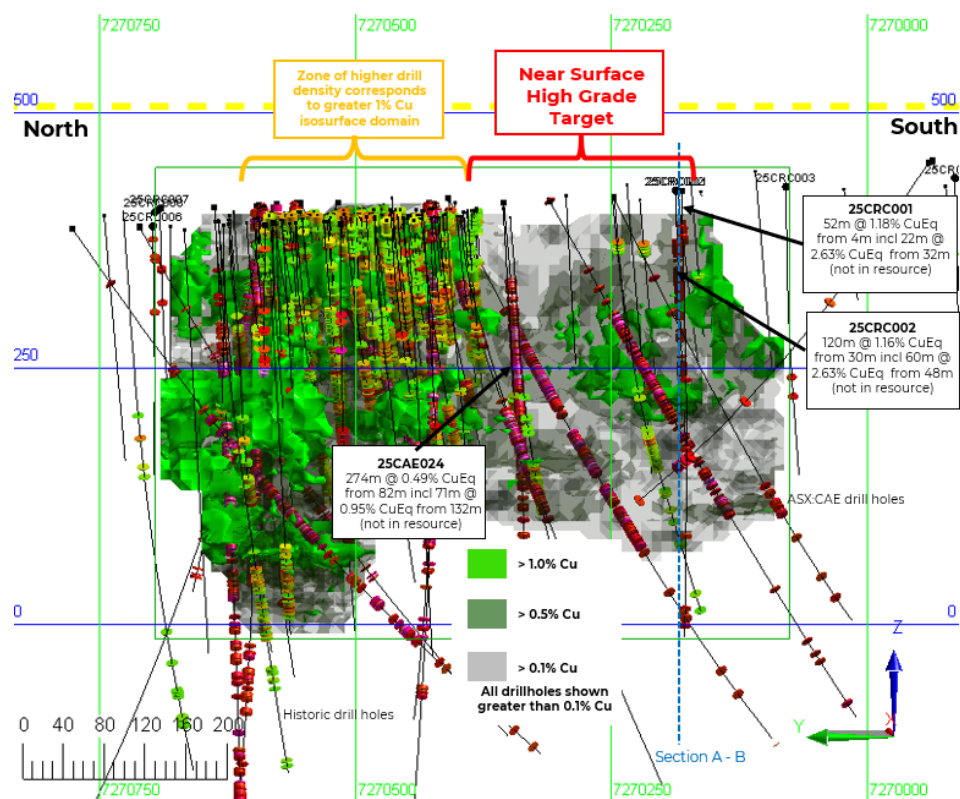 7270750
7270500
7270250
7270000
500
500
North
South
Zone of higher drill
density corresponds
to greater 1% Cu
isosurface domain
Near Surface
High Grade
Target
25CRC007
25CRC006
25CRC003
25CRC001
52m @ 1.18% CuEq
from 4m incl 22m @
2.63% CuEq from 32m
(not in resource)
25CRC002
120m @ 1.16% CuEq
from 30m incl 60m @
2.63% CuEq from 48m
(not in resource)
250
25CAE024
274m @ 0.49% CuEq
from 82m incl 71m @
0.95% CuEq from 132m
(not in resource)
ASX:CAE drill holes
> 1.0% Cu
> 0.5% Cu
> 0.1% Cu
All drillholes shown
greater than 0.1% Cu
0
0
Z
Y
X
Historic drill holes
0 40 80 120 160 200
Section A - B
7270750
7270500
7270250
7270000